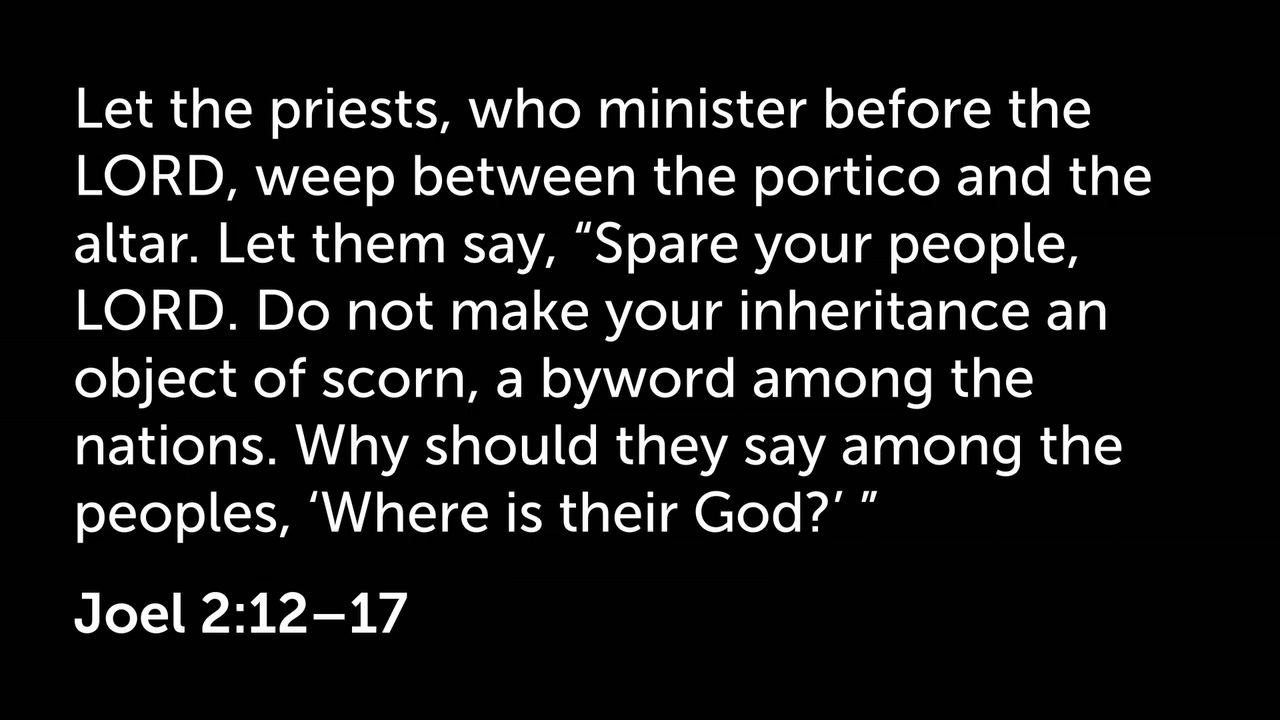 Let the priests, who minister before the
LORD, weep between the portico and the
altar. Let them say, “Spare your people,
LORD. Do not make your inheritance an
object of scorn, a byword among the
nations. Why should they say among the
peoples, ‘Where is their God?’ ”
Joel 2:12–17